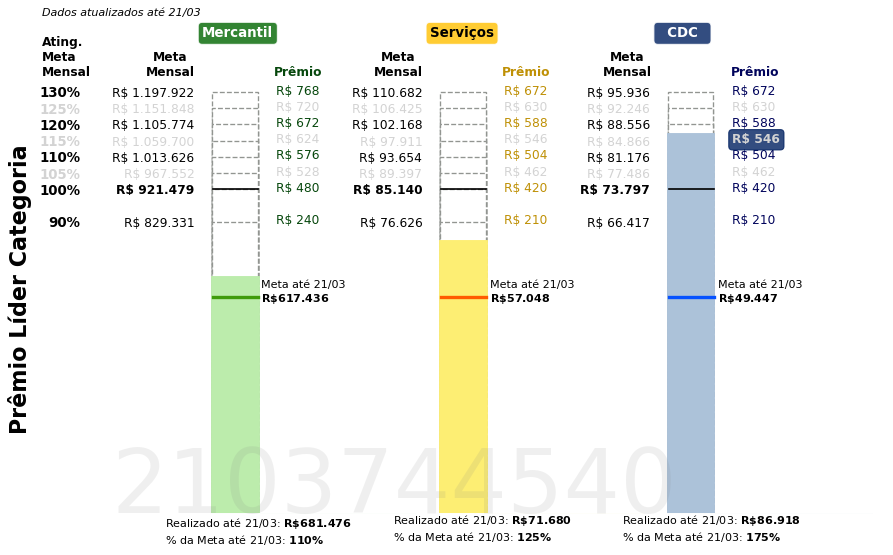 Dados atualizados até 21/03
Mercantil Serviços CDC
Ating. Meta Mensal Meta Mensal Prêmio Meta Mensal Prêmio Meta Mensal Prêmio
130% R$ 1.197.922 R$ 768 R$ 110.682 R$ 672 R$ 95.936 R$ 672
125% R$ 1.151.848 R$ 720 R$ 106.425 R$ 630 R$ 92.246 R$ 630
120% R$ 1.105.774 R$ 672 R$ 102.168 R$ 588 R$ 88.556 R$ 588
115% R$ 1.059.700 R$ 624 R$ 97.911 R$ 546 R$ 84.866 R$ 546
110% R$ 1.013.626 R$ 576 R$ 93.654 R$ 504 R$ 81.176 R$ 504
105% R$ 967.552 R$ 528 R$ 89.397 R$ 462 R$ 77.486 R$ 462
100% R$ 921.479 R$ 480 R$ 85.140 R$ 420 R$ 73.797 R$ 420
90% R$ 829.331 R$ 240 R$ 76.626 R$ 210 R$ 66.417 R$ 210
Prêmio Líder Categoria
Meta até 21/03 Meta até 21/03 Meta até 21/03
R$617.436 R$57.048 R$49.447
2103744540
Realizado até 21/03: R$681.476 Realizado até 21/03: R$71.680 Realizado até 21/03: R$86.918
% da Meta até 21/03: 110% % da Meta até 21/03: 125% % da Meta até 21/03: 175%